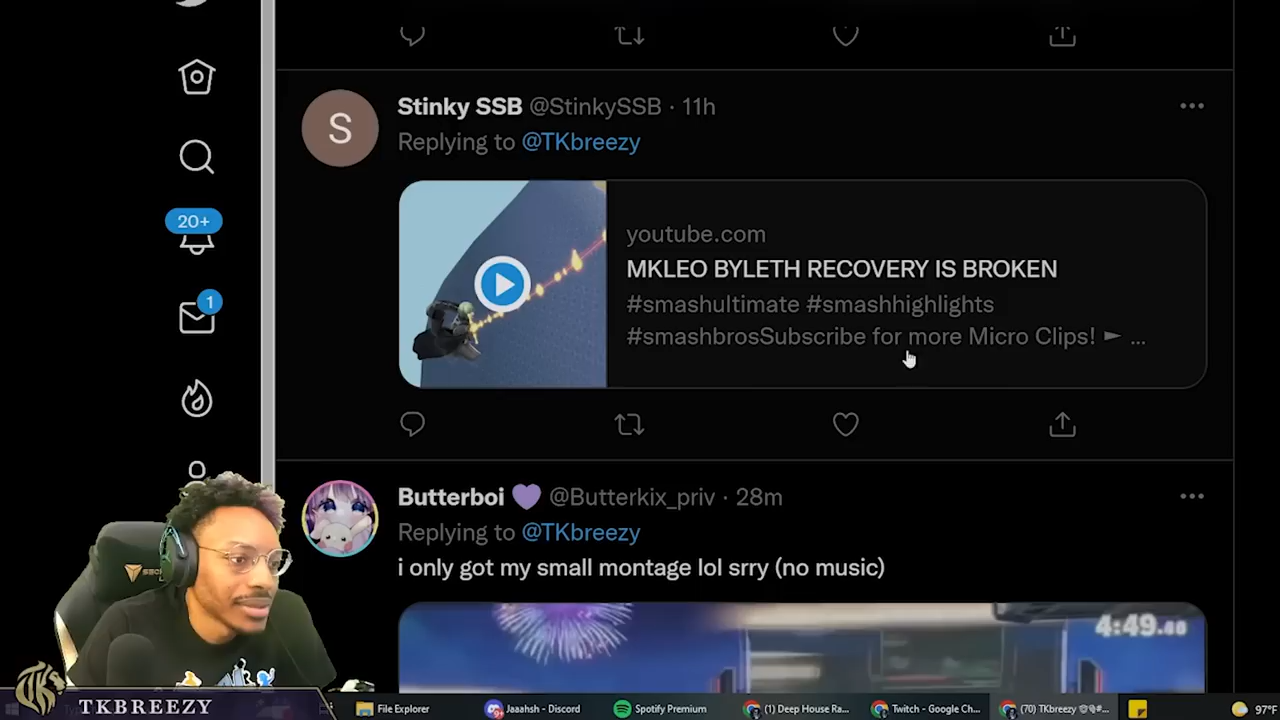 Stinky SSB @StinkySSB · 11h
Replying to @TKbreezy
S
20+
youtube.com
MKLEO BYLETH RECOVERY IS BROKEN
#smashultimate #smashhighlights
#smashbrosSubscribe for more Micro Clips! ► ...
1
Butterboi 💜 @Butterkix_priv · 28m
Replying to @TKbreezy
i only got my small montage lol srry (no music)
4:49.48
TKBREEZY
File Explorer
Jaaahsh - Discord
Spotify Premium
(1) Deep House Ra...
Twitch - Google Ch...
(70) TKbreezy
97°F